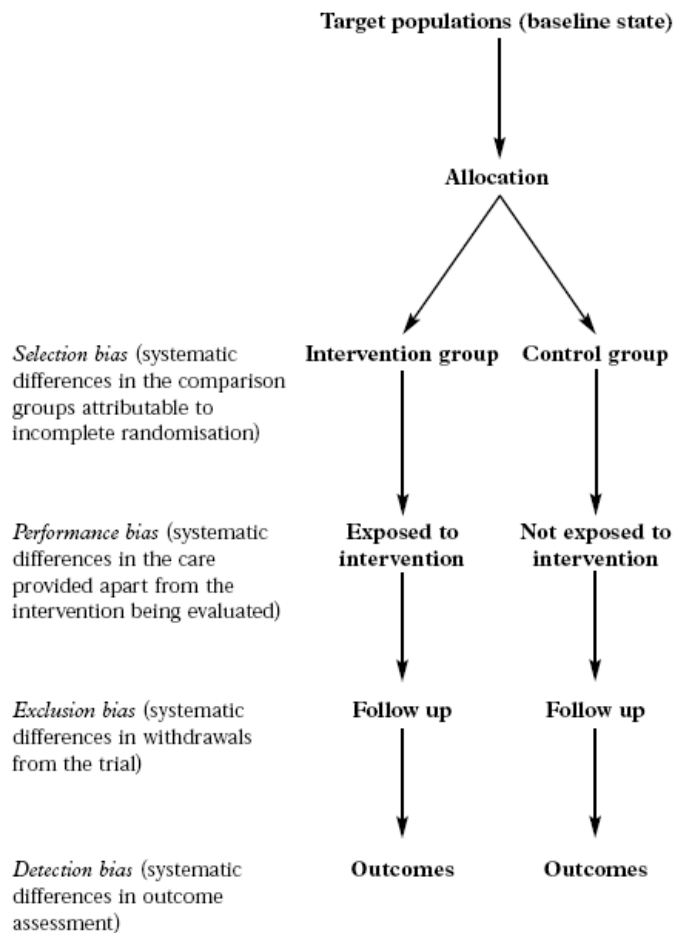 Target populations (baseline state)
Allocation
Selection bias (systematic
differences in the comparison
groups attributable to
incomplete randomisation)
Intervention group
Control group
Performance bias (systematic
differences in the care
provided apart from the
intervention being evaluated)
Exposed to
intervention
Not exposed to
intervention
Exclusion bias (systematic
differences in withdrawals
from the trial)
Follow up
Follow up
Detection bias (systematic
differences in outcome
assessment)
Outcomes
Outcomes